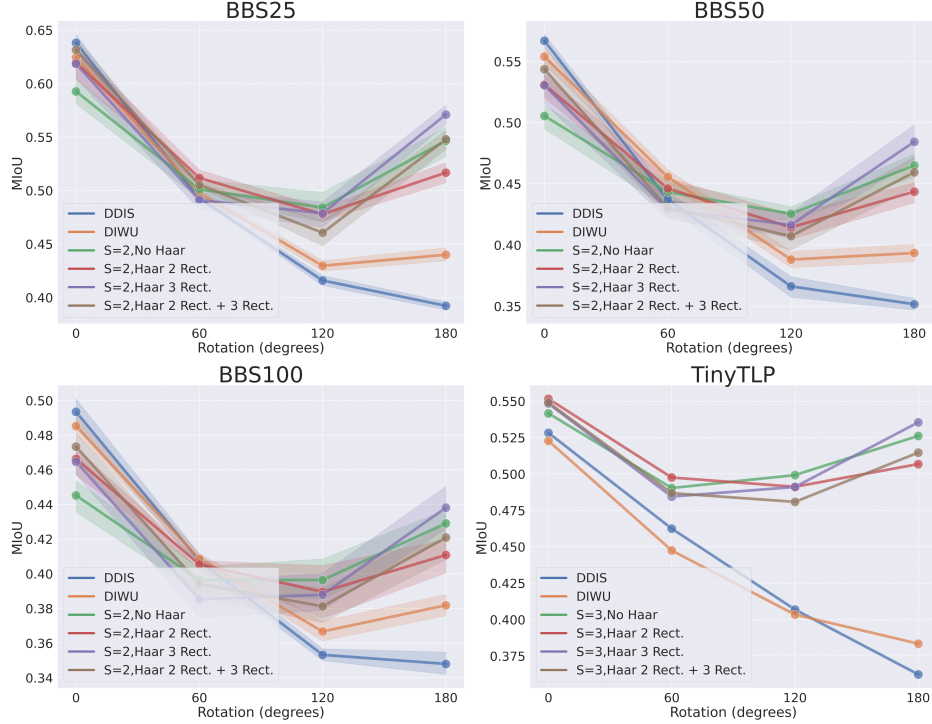 BBS25
0.65
0.60
0.55
0.50
0.45
0.40
MIoU
DDIS
DIWU
S=2,No Haar
S=2,Haar 2 Rect.
S=2,Haar 3 Rect.
S=2,Haar 2 Rect. + 3 Rect.
0 60 120 180
Rotation (degrees)
BBS50
0.55
0.50
0.45
0.40
0.35
MIoU
DDIS
DIWU
S=2,No Haar
S=2,Haar 2 Rect.
S=2,Haar 3 Rect.
S=2,Haar 2 Rect. + 3 Rect.
0 60 120 180
Rotation (degrees)
BBS100
0.50
0.48
0.46
0.44
0.42
0.40
0.38
0.36
0.34
MIoU
DDIS
DIWU
S=2,No Haar
S=2,Haar 2 Rect.
S=2,Haar 3 Rect.
S=2,Haar 2 Rect. + 3 Rect.
0 60 120 180
Rotation (degrees)
TinyTLP
0.550
0.525
0.500
0.475
0.450
0.425
0.400
0.375
MIoU
DDIS
DIWU
S=3,No Haar
S=3,Haar 2 Rect.
S=3,Haar 3 Rect.
S=3,Haar 2 Rect. + 3 Rect.
0 60 120 180
Rotation (degrees)